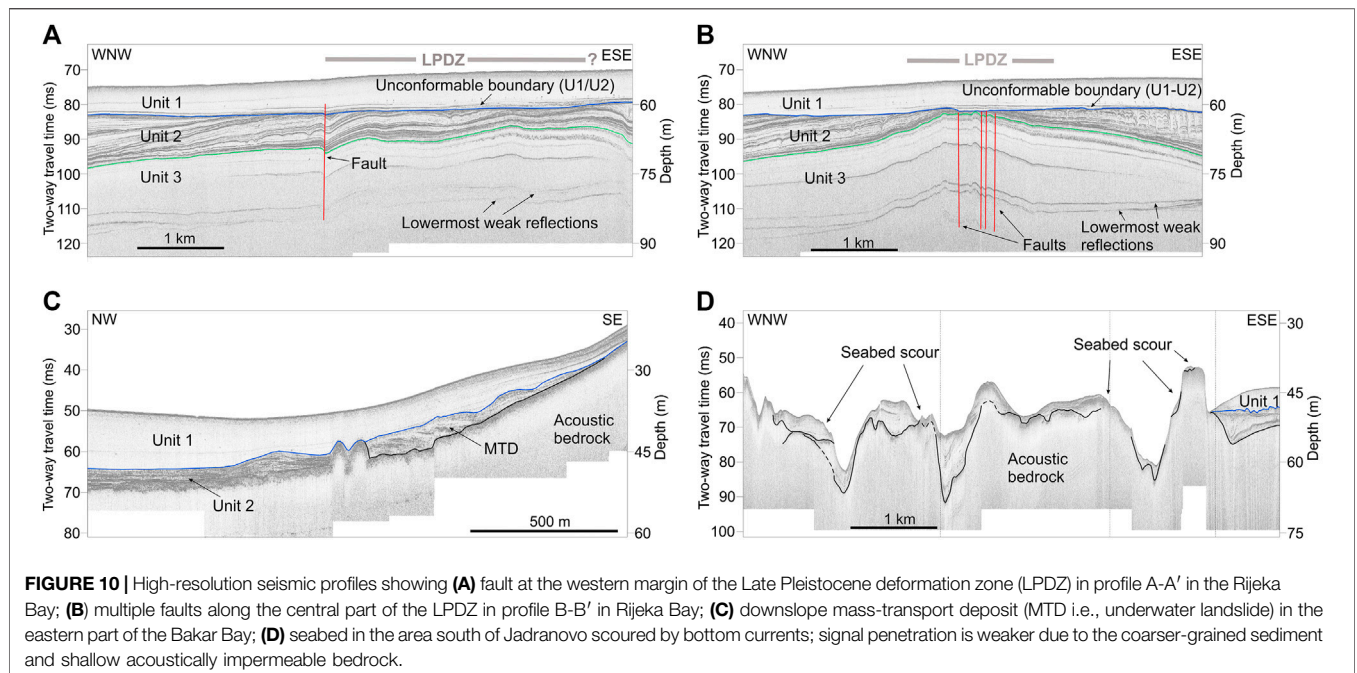 A
WNW
ESE
LPDZ
?
Unconformable boundary (U1/U2)
Unit 1
Unit 2
Unit 3
Fault
Lowermost weak reflections
1 km
Two-way travel time (ms)
70
80
90
100
110
120
Depth (m)
60
75
90
B
WNW
ESE
LPDZ
Unconformable boundary (U1-U2)
Unit 1
Unit 2
Unit 3
Faults
Lowermost weak
reflections
1 km
Two-way travel time (ms)
70
80
90
100
110
120
Depth (m)
60
75
90
C
NW
SE
Unit 1
Unit 2
MTD
Acoustic
bedrock
500 m
Two-way travel time (ms)
30
40
50
60
70
80
Depth (m)
30
45
60
D
WNW
ESE
Seabed scour
Seabed scour
Unit 1
Acoustic
bedrock
1 km
Two-way travel time (ms)
40
50
60
70
80
90
100
Depth (m)
30
45
60
75
FIGURE 10 | High-resolution seismic profiles showing (A) fault at the western margin of the Late Pleistocene deformation zone (LPDZ) in profile A-A′ in the Rijeka
Bay; (B) multiple faults along the central part of the LPDZ in profile B-B′ in Rijeka Bay; (C) downslope mass-transport deposit (MTD i.e., underwater landslide) in the
eastern part of the Bakar Bay; (D) seabed in the area south of Jadranovo scoured by bottom currents; signal penetration is weaker due to the coarser-grained sediment
and shallow acoustically impermeable bedrock.